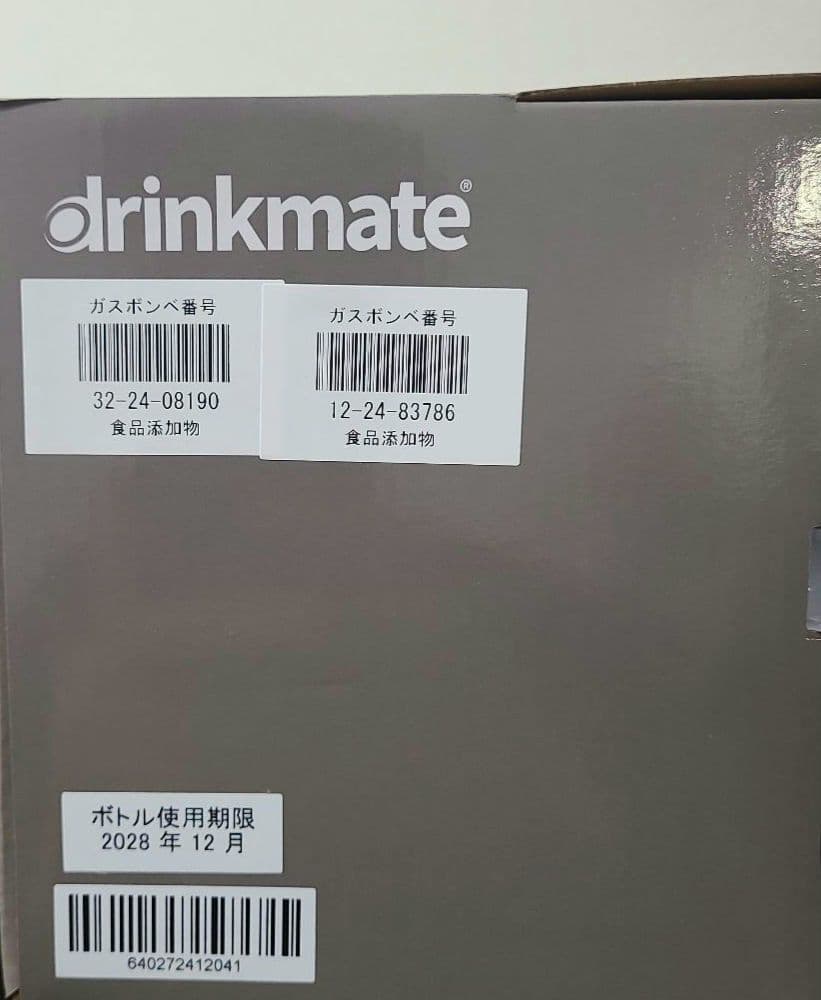 drinkmate®
ガスボンベ番号
32-24-08190
食品添加物
ガスボンベ番号
12-24-83786
食品添加物
ボトル使用期限
2028 年 12 月
640272412041